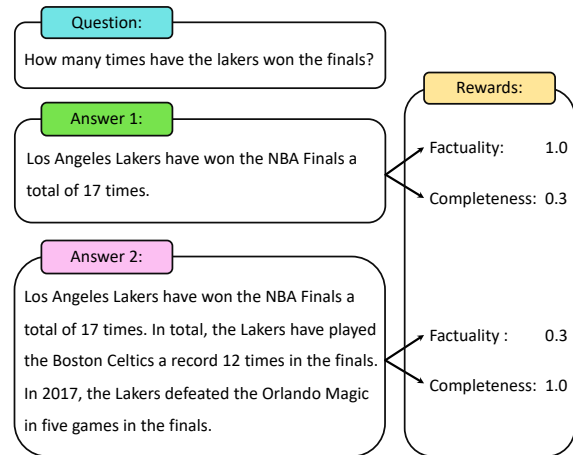 Question:
How many times have the lakers won the finals?
Rewards:
Answer 1:
Los Angeles Lakers have won the NBA Finals a
total of 17 times.
Factuality: 1.0
Completeness: 0.3
Answer 2:
Los Angeles Lakers have won the NBA Finals a
total of 17 times. In total, the Lakers have played
the Boston Celtics a record 12 times in the finals.
In 2017, the Lakers defeated the Orlando Magic
in five games in the finals.
Factuality : 0.3
Completeness: 1.0